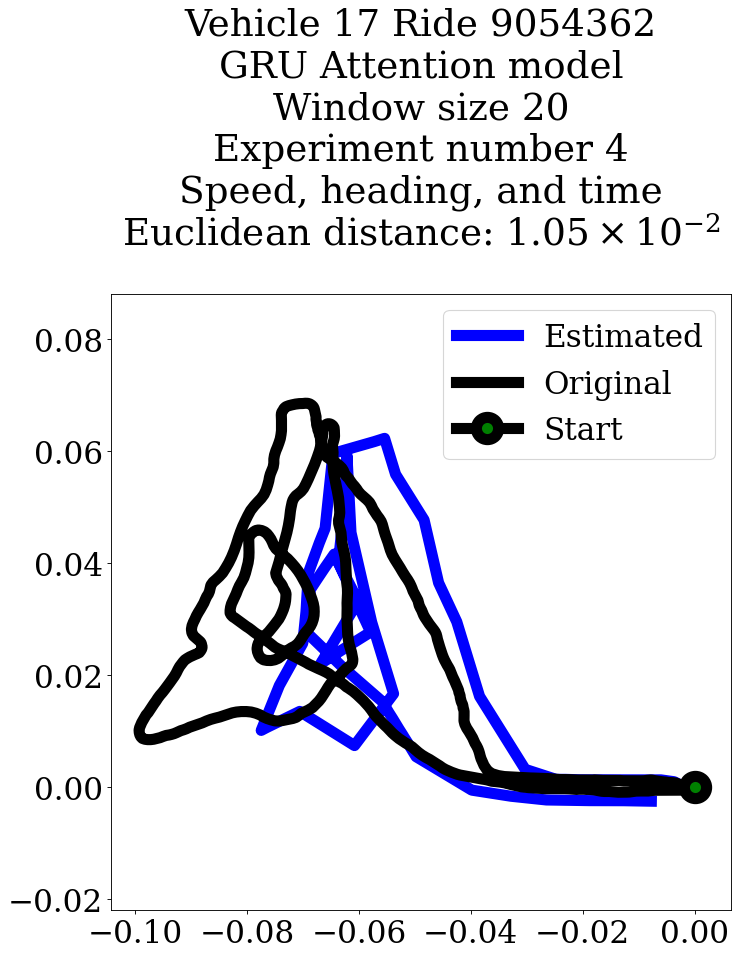 Vehicle 17 Ride 9054362
GRU Attention model
Window size 20
Experiment number 4
Speed, heading, and time
Euclidean distance: 1.05 × 10⁻²
Estimated
Original
Start
0.08
0.06
0.04
0.02
0.00
−0.02
−0.10 −0.08 −0.06 −0.04 −0.02 0.00